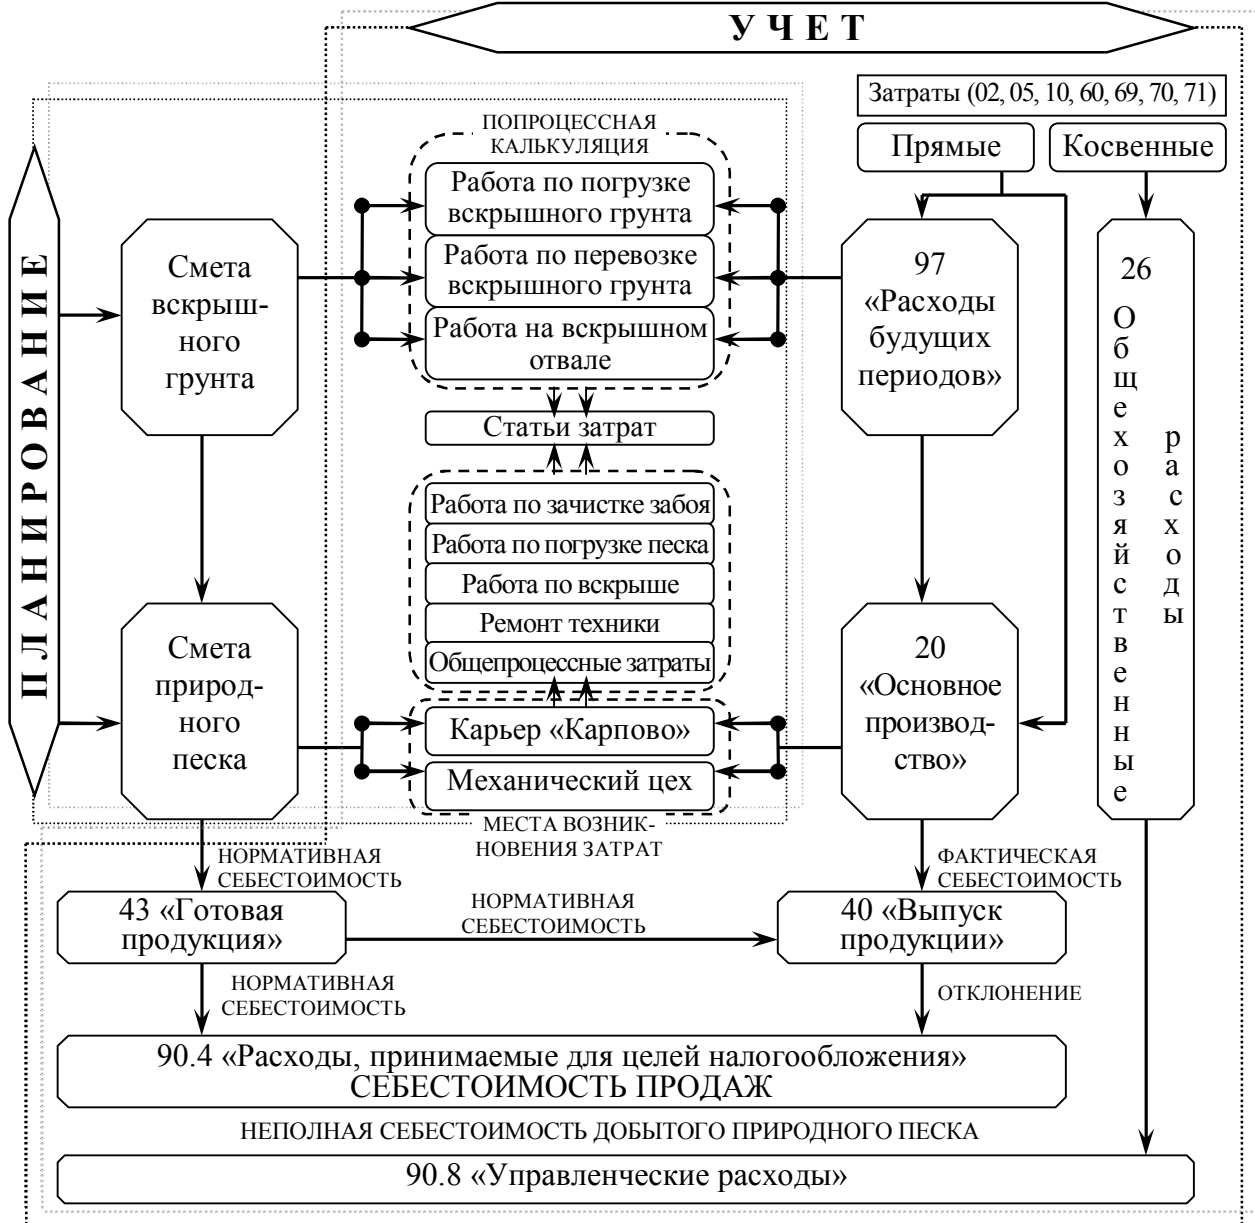 УЧЕТ
Затраты (02, 05, 10, 60, 69, 70, 71)
Прямые
Косвенные
ПЛАНИРОВАНИЕ
ПОПРОЦЕССНАЯ
КАЛЬКУЛЯЦИЯ
Работа по погрузке
вскрышного грунта
Работа по перевозке
вскрышного грунта
Работа на вскрышном
отвале
Смета
вскрыш-
ного
грунта
97
«Расходы
будущих
периодов»
26
Общехозяйственные
расходы
Статьи затрат
Работа по зачистке забоя
Работа по погрузке песка
Работа по вскрыше
Ремонт техники
Общепроцессные затраты
Смета
природ-
ного
песка
20
«Основное
производ-
ство»
Карьер «Карпово»
Механический цех
МЕСТА ВОЗНИК-
НОВЕНИЯ ЗАТРАТ
НОРМАТИВНАЯ
СЕБЕСТОИМОСТЬ
ФАКТИЧЕСКАЯ
СЕБЕСТОИМОСТЬ
43 «Готовая
продукция»
НОРМАТИВНАЯ
СЕБЕСТОИМОСТЬ
40 «Выпуск
продукции»
НОРМАТИВНАЯ
СЕБЕСТОИМОСТЬ
ОТКЛОНЕНИЕ
90.4 «Расходы, принимаемые для целей налогообложения»
СЕБЕСТОИМОСТЬ ПРОДАЖ
НЕПОЛНАЯ СЕБЕСТОИМОСТЬ ДОБЫТОГО ПРИРОДНОГО ПЕСКА
90.8 «Управленческие расходы»